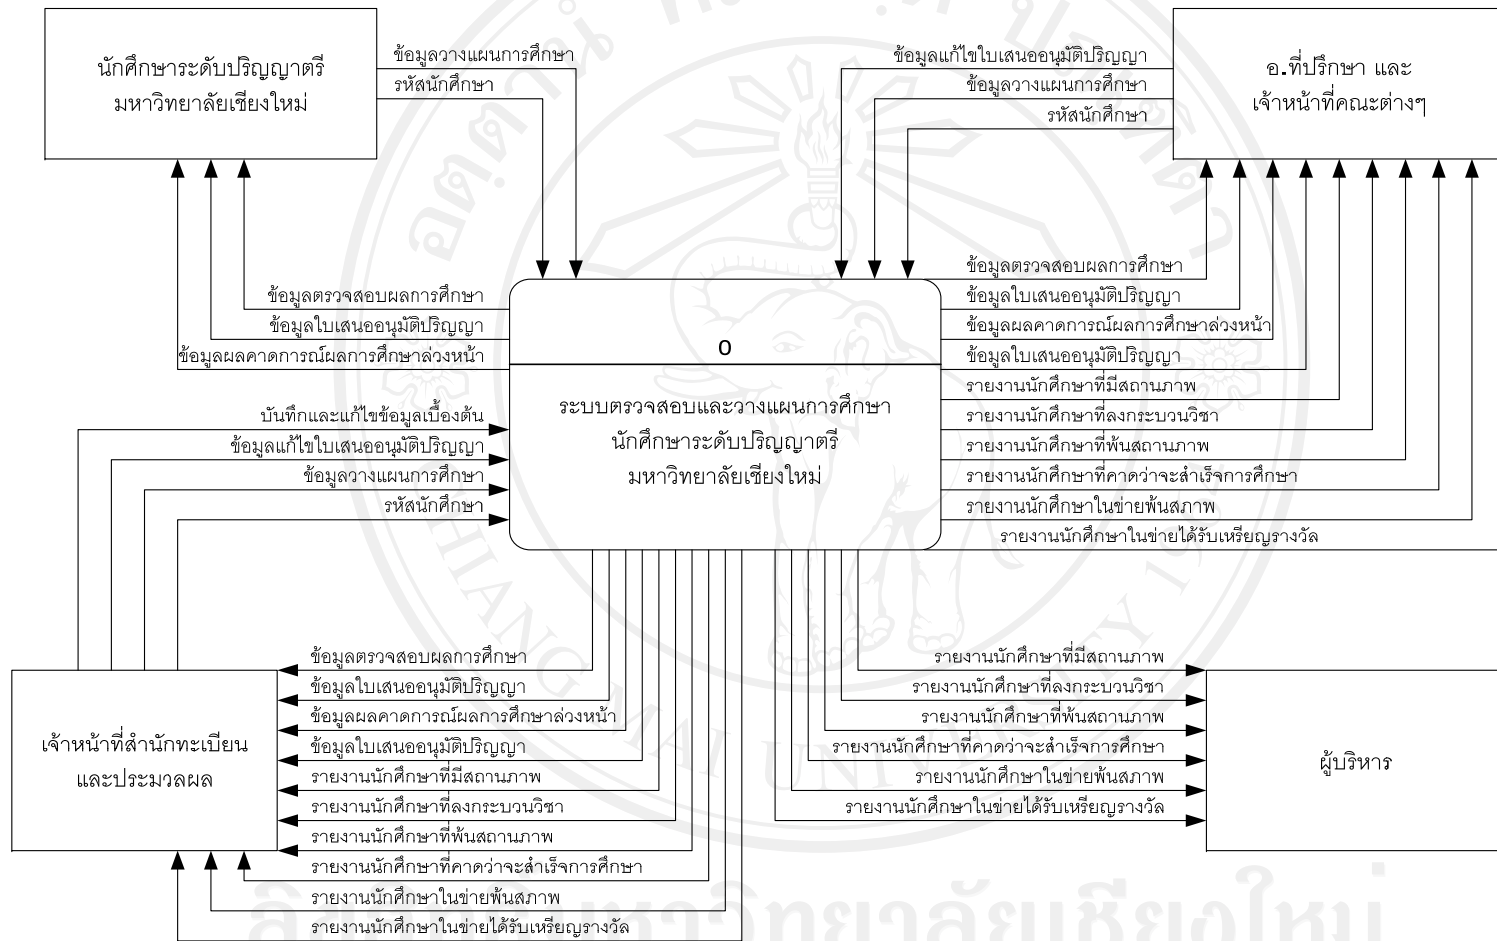 นักศึกษาระดับปริญญาตรี
มหาวิทยาลัยเชียงใหม่
ข้อมูลวางแผนการศึกษา
รหัสนักศึกษา
ข้อมูลแก้ไขใบเสนออนุมัติปริญญา
ข้อมูลวางแผนการศึกษา
รหัสนักศึกษา
อ.ที่ปรึกษา และ
เจ้าหน้าที่คณะต่างๆ
ข้อมูลตรวจสอบผลการศึกษา
ข้อมูลใบเสนออนุมัติปริญญา
ข้อมูลผลคาดการณ์ผลการศึกษาล่วงหน้า
0
ระบบตรวจสอบและวางแผนการศึกษา
นักศึกษาระดับปริญญาตรี
มหาวิทยาลัยเชียงใหม่
ข้อมูลตรวจสอบผลการศึกษา
ข้อมูลใบเสนออนุมัติปริญญา
ข้อมูลผลคาดการณ์ผลการศึกษาล่วงหน้า
ข้อมูลใบเสนออนุมัติปริญญา
รายงานนักศึกษาที่มีสถานภาพ
รายงานนักศึกษาที่ลงกระบวนวิชา
รายงานนักศึกษาที่พ้นสถานภาพ
รายงานนักศึกษาที่คาดว่าจะสำเร็จการศึกษา
รายงานนักศึกษาในข่ายพ้นสภาพ
รายงานนักศึกษาในข่ายได้รับเหรียญรางวัล
บันทึกและแก้ไขข้อมูลเบื้องต้น
ข้อมูลแก้ไขใบเสนออนุมัติปริญญา
ข้อมูลวางแผนการศึกษา
รหัสนักศึกษา
เจ้าหน้าที่สำนักทะเบียน
และประมวลผล
ข้อมูลตรวจสอบผลการศึกษา
ข้อมูลใบเสนออนุมัติปริญญา
ข้อมูลผลคาดการณ์ผลการศึกษาล่วงหน้า
ข้อมูลใบเสนออนุมัติปริญญา
รายงานนักศึกษาที่มีสถานภาพ
รายงานนักศึกษาที่ลงกระบวนวิชา
รายงานนักศึกษาที่พ้นสถานภาพ
รายงานนักศึกษาที่คาดว่าจะสำเร็จการศึกษา
รายงานนักศึกษาในข่ายพ้นสภาพ
รายงานนักศึกษาในข่ายได้รับเหรียญรางวัล
รายงานนักศึกษาที่มีสถานภาพ
รายงานนักศึกษาที่ลงกระบวนวิชา
รายงานนักศึกษาที่พ้นสถานภาพ
รายงานนักศึกษาที่คาดว่าจะสำเร็จการศึกษา
รายงานนักศึกษาในข่ายพ้นสภาพ
รายงานนักศึกษาในข่ายได้รับเหรียญรางวัล
ผู้บริหาร
CHIANG MAI UNIVERSITY